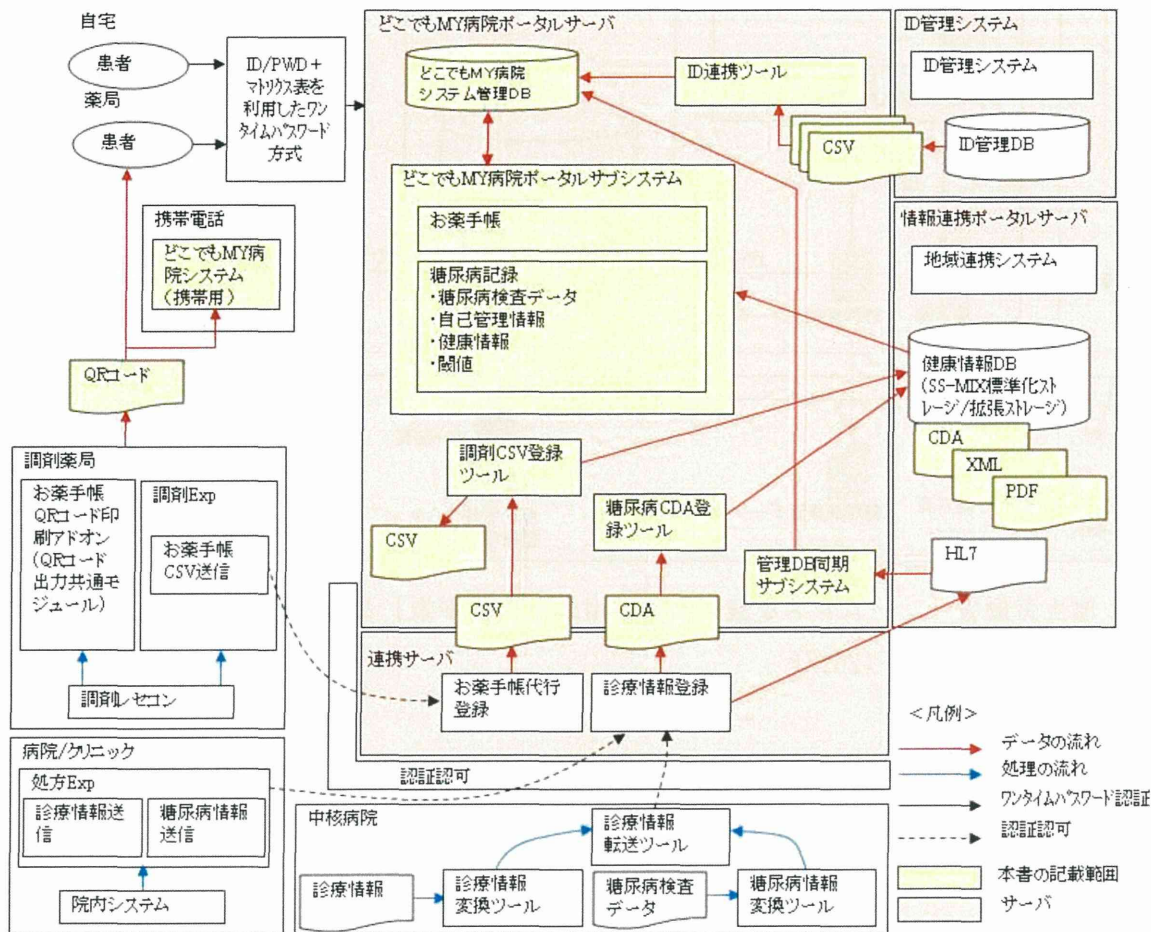 自宅
患者
薬局
患者
ID/PWD+
マトリクス表を
利用したワン
タイムパスワード
方式
携帯電話
どこでもMY病
院システム
(携帯用)
QRコード
調剤薬局
お薬手帳
QRコード印
刷アドオン
(QRコード
出力共通モ
ジュール)
調剤Exp
お薬手帳
CSV送信
調剤レセコン
病院/クリニック
処方Exp
診療情報送
信
糖尿病情報
送信
院内システム
どこでもMY病院ポータルサーバ
どこでもMY病院
システム管理DB
ID連携ツール
CSV
どこでもMY病院ポータルサブシステム
お薬手帳
糖尿病記録
・糖尿病検査データ
・自己管理情報
・健康情報
・閾値
調剤CSV登録
ツール
CSV
糖尿病CDA登
録ツール
管理DB同期
サブシステム
CSV
CDA
連携サーバ
お薬手帳代行
登録
診療情報登録
認証認可
中核病院
診療情報
転送ツール
診療情報
診療情報
変換ツール
糖尿病検査
データ
糖尿病情報
変換ツール
ID管理システム
ID管理システム
ID管理DB
情報連携ポータルサーバ
地域連携システム
健康情報DB
(SS-MIX標準化スト
レージ/拡張ストレージ)
CDA
XML
PDF
HL7
<凡例>
データの流れ
処理の流れ
ワンタイムパスワード認証
認証認可
本書の記載範囲
サーバ